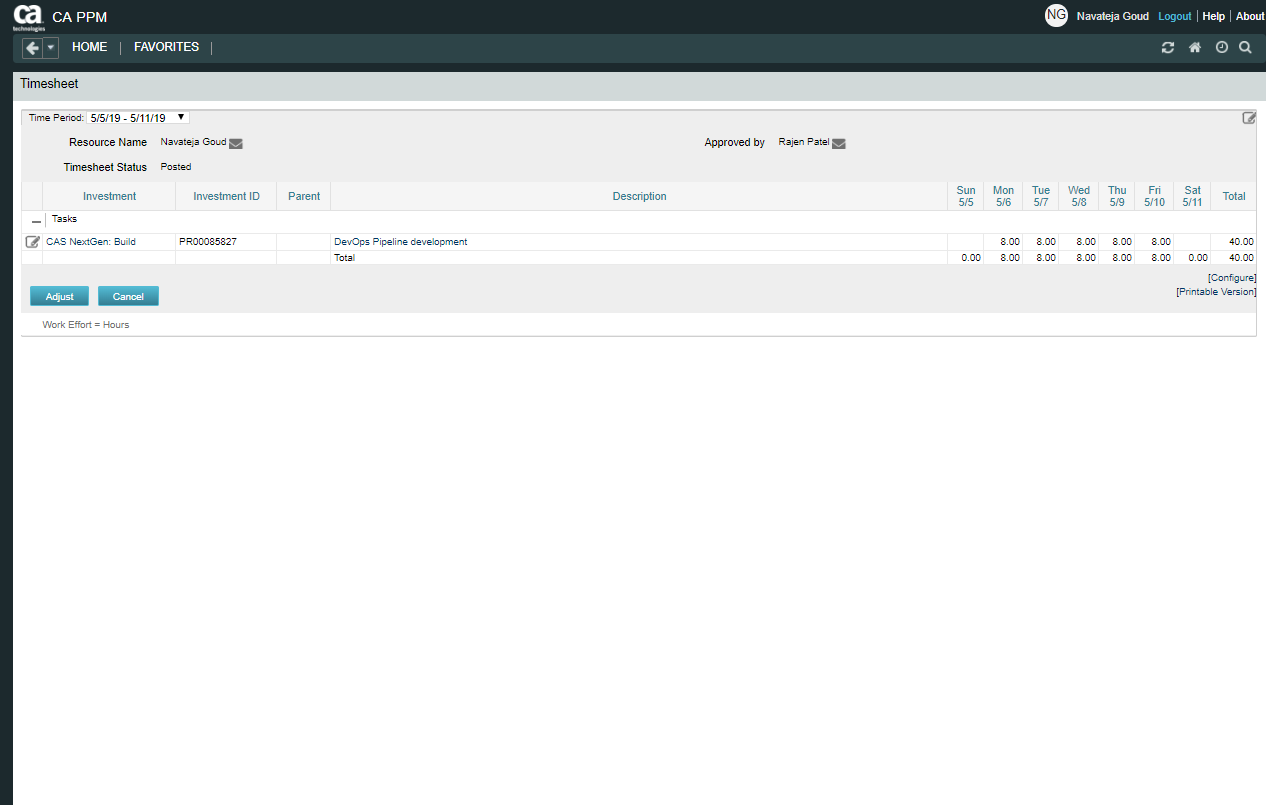 ca technologies CA PPM NG Navateja Goud Logout | Help | About
HOME | FAVORITES |
Timesheet
Time Period: 5/5/19 - 5/11/19
Resource Name Navateja Goud Approved by Rajen Patel
Timesheet Status Posted
Investment Investment ID Parent Description Sun 5/5 Mon 5/6 Tue 5/7 Wed 5/8 Thu 5/9 Fri 5/10 Sat 5/11 Total
Tasks
CAS NextGen: Build PR00085827 DevOps Pipeline development 8.00 8.00 8.00 8.00 8.00 40.00
Total 0.00 8.00 8.00 8.00 8.00 8.00 0.00 40.00
[Configure]
Adjust Cancel [Printable Version]
Work Effort = Hours